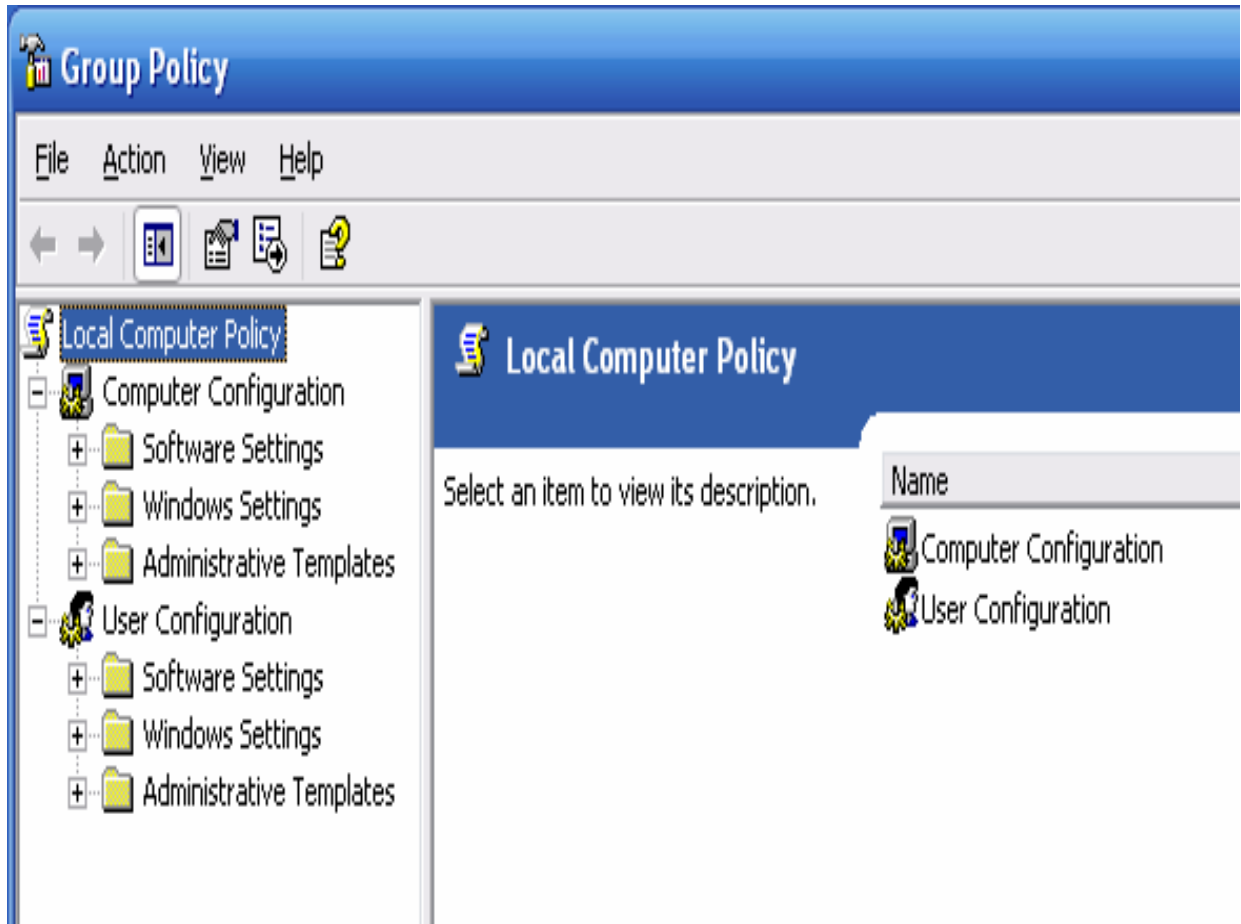 Group Policy
File Action View Help
Local Computer Policy
Computer Configuration
Software Settings
Windows Settings
Administrative Templates
User Configuration
Software Settings
Windows Settings
Administrative Templates
Local Computer Policy
Select an item to view its description.
Name
Computer Configuration
User Configuration